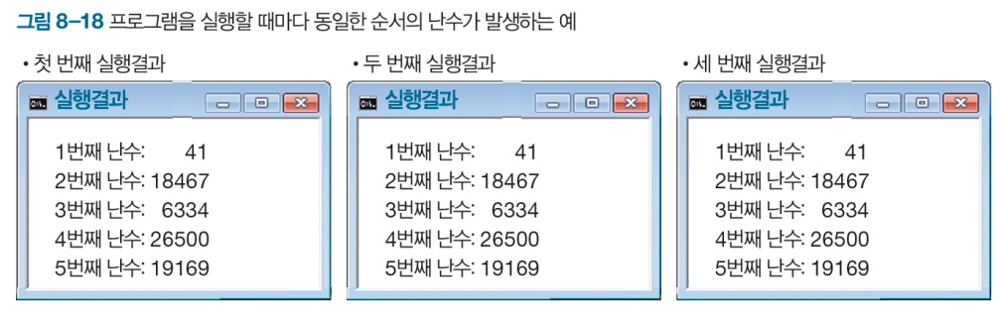 그림 8-18 프로그램을 실행할 때마다 동일한 순서의 난수가 발생하는 예
• 첫 번째 실행결과
C:\. 실행결과
1번째 난수: 41
2번째 난수: 18467
3번째 난수: 6334
4번째 난수: 26500
5번째 난수: 19169
• 두 번째 실행결과
C:\. 실행결과
1번째 난수: 41
2번째 난수: 18467
3번째 난수: 6334
4번째 난수: 26500
5번째 난수: 19169
• 세 번째 실행결과
C:\. 실행결과
1번째 난수: 41
2번째 난수: 18467
3번째 난수: 6334
4번째 난수: 26500
5번째 난수: 19169